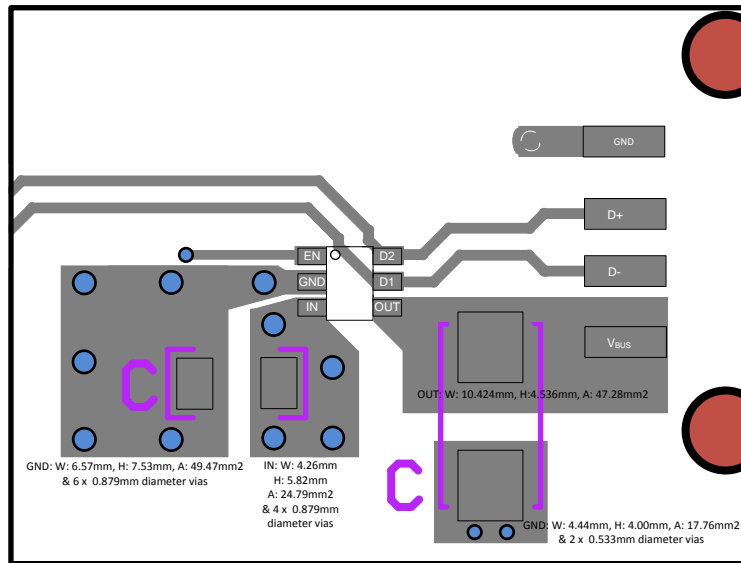 GND
D+
EN
D2
GND
D1
D-
IN
OUT
VBUS
OUT: W: 10.424mm, H:4.536mm, A: 47.28mm2
GND: W: 6.57mm, H: 7.53mm, A: 49.47mm2
& 6 x 0.879mm diameter vias
IN: W: 4.26mm
H: 5.82mm
A: 24.79mm2
& 4 x 0.879mm
diameter vias
GND: W: 4.44mm, H: 4.00mm, A: 17.76mm2
& 2 x 0.533mm diameter vias